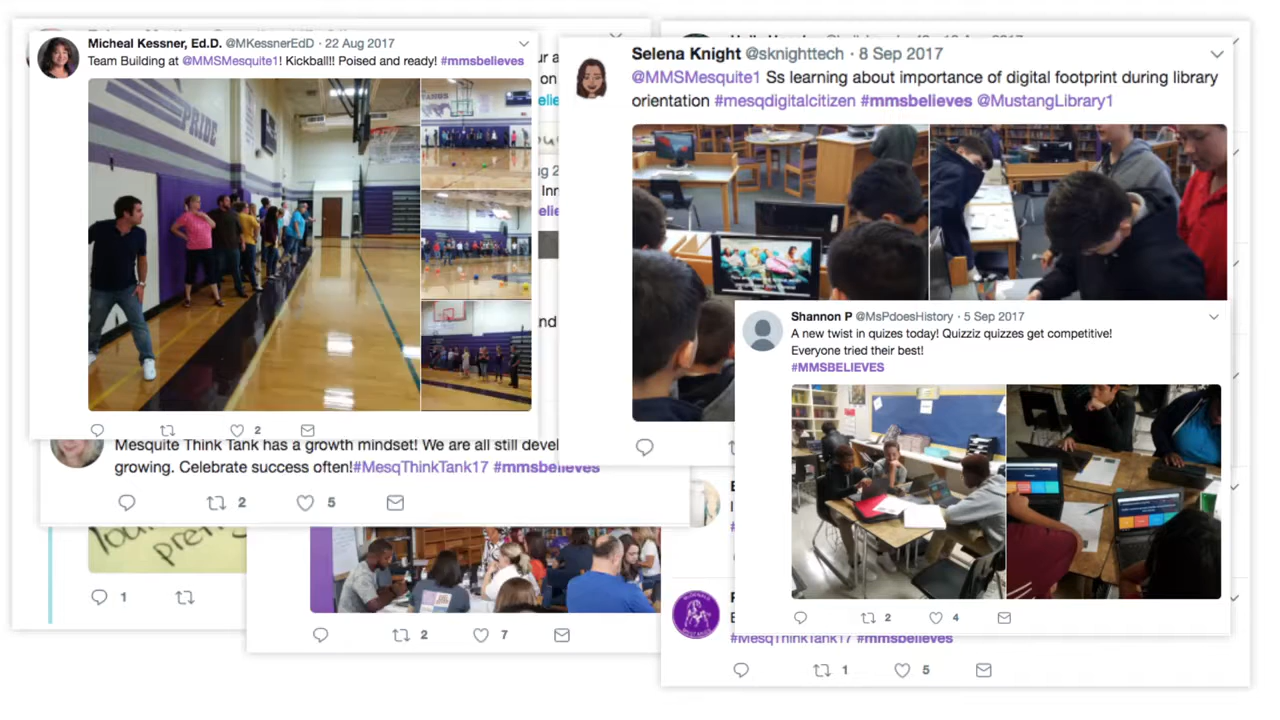 Micheal Kessner, Ed.D. @MKessnerEdD · 22 Aug 2017
Team Building at @MMSMesquite1! Kickball!! Poised and ready! #mmsbelieves
PRIDE
2
Selena Knight @sknighttech · 8 Sep 2017
@MMSMesquite1 Ss learning about importance of digital footprint during library
orientation #mesqdigitalcitizen #mmsbelieves @MustangLibrary1
Shannon P @MsPdoesHistory · 5 Sep 2017
A new twist in quizes today! Quizziz quizzes get competitive!
Everyone tried their best!
#MMSBELIEVES
2 4
Mesquite Think Tank has a growth mindset! We are all still devel
growing. Celebrate success often!#MesqThinkTank17 #mmsbelieves
2 5
1
2 7
#MesqThinkTank17 #mmsbelieves
1 5